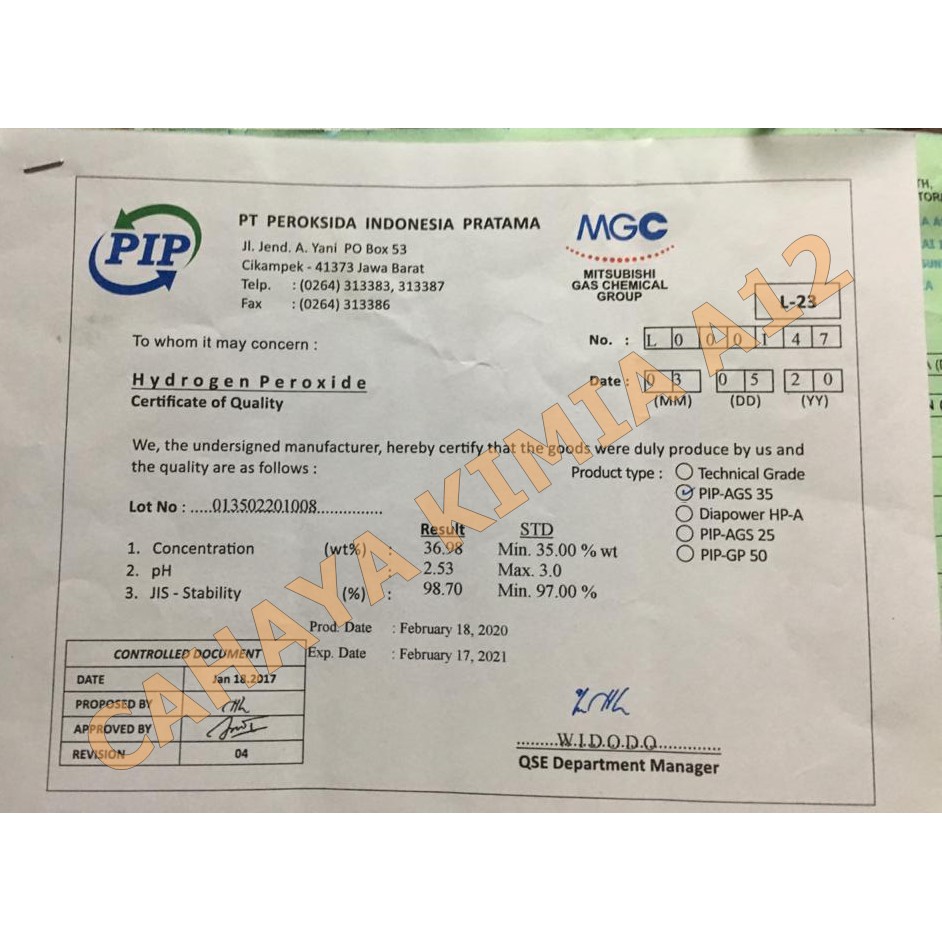 PIP
PT PEROKSIDA INDONESIA PRATAMA
Jl. Jend. A. Yani PO Box 53
Cikampek - 41373 Jawa Barat
Telp. : (0264) 313383, 313387
Fax : (0264) 313386
MGC
MITSUBISHI
GAS CHEMICAL
GROUP
L-23
To whom it may concern :
No. : L 0 0 0 1 4 7
Hydrogen Peroxide
Certificate of Quality
Date : 03 05 20
(MM) (DD) (YY)
We, the undersigned manufacturer, hereby certify that the goods were duly produce by us and
the quality are as follows :
Product type : Technical Grade
PIP-AGS 35
Diapower HP-A
PIP-AGS 25
PIP-GP 50
Lot No : .....013502201008...............
Result STD
1. Concentration (wt%) : 36.98 Min. 35.00 % wt
2. pH : 2.53 Max. 3.0
3. JIS - Stability (%) : 98.70 Min. 97.00 %
Prod. Date : February 18, 2020
Exp. Date : February 17, 2021
CONTROLLED DOCUMENT
DATE Jan 18.2017
PROPOSED BY
APPROVED BY
REVISION 04
.........W.I.D.O.D.O..............
QSE Department Manager
CAHAYA KIMIA A12